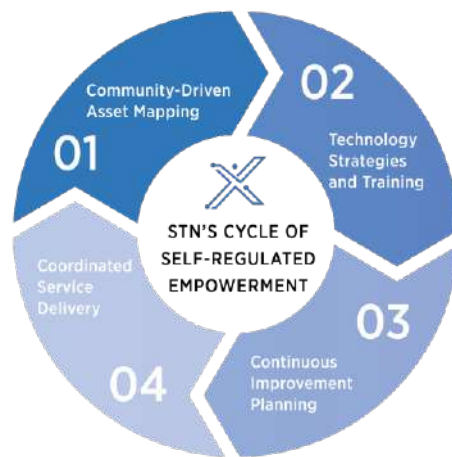 Community-Driven
Asset Mapping
01
02
Technology
Strategies
and Training
STN'S CYCLE OF
SELF-REGULATED
EMPOWERMENT
03
Continuous
Improvement
Planning
Coordinated
Service
Delivery
04